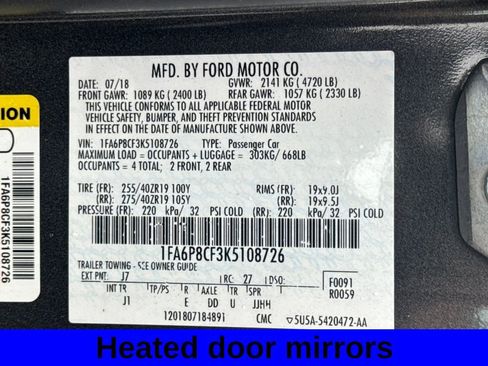 MFD. BY FORD MOTOR CO.
07/18 GVWR: 2141 KG ( 4720 LB)
FRONT GAWR: 1089 KG ( 2400 LB) REAR GAWR: 1057 KG ( 2330 LB)
THIS VEHICLE CONFORMS TO ALL APPLICABLE FEDERAL MOTOR
VEHICLE SAFETY, BUMPER, AND THEFT PREVENTION STANDARDS
IN EFFECT ON THE DATE OF MANUFACTURE SHOWN ABOVE.
VIN: 1FA6P8CF3K5108726 TYPE: Passenger Car
MAXIMUM LOAD = OCCUPANTS + LUGGAGE = 303KG/ 668LB
OCCUPANTS = 4 TOTAL; 2 FRONT, 2 REAR
TIRE (FR): 255/40ZR19 100Y RIMS (FR): 19x9.0J
(RR): 275/40ZR19 105Y (RR): 19x9.5J
PRESSURE (FR): 220 kPa/ 32 PSI COLD (RR): 220 kPa/ 32 PSI COLD
1FA6P8CF3K5108726
TRAILER TOWING - SEE OWNER GUIDE
EXT PNT: J7 RC: 27 DSO: F0091
INT TR TP/PS R AXLE TR SPR R0059
J1 E DD U JJHH
1201807184891 CMC 5U5A-5420472-AA
1FA6P8CF3K5108726
Heated door mirrors